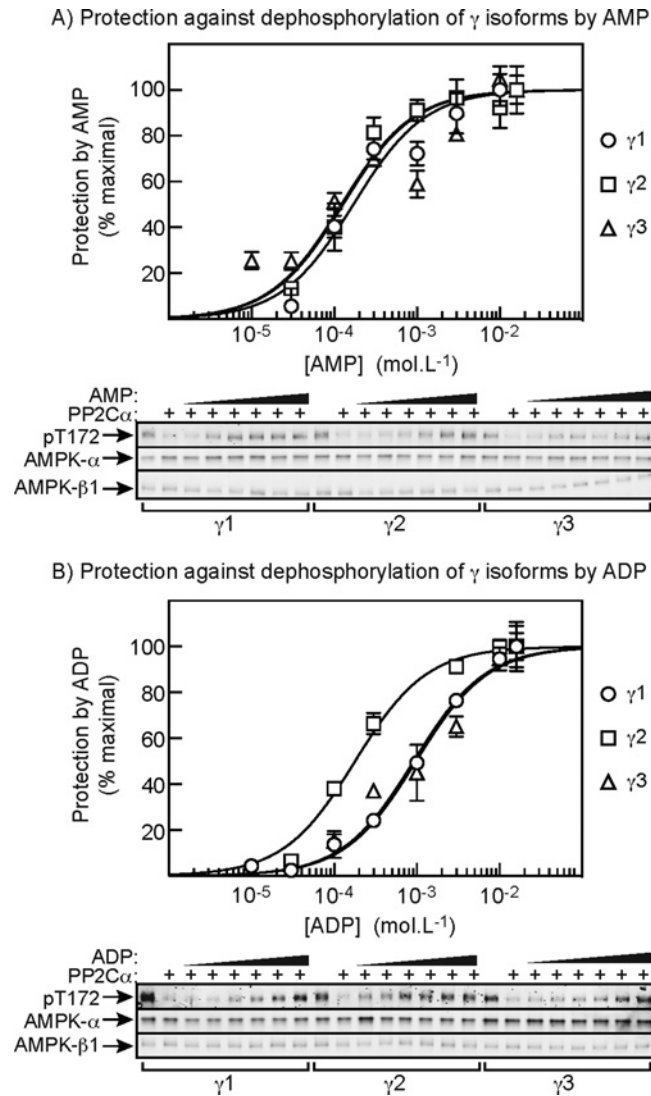 A) Protection against dephosphorylation of γ isoforms by AMP
Protection by AMP
(% maximal)
100
80
60
40
20
10⁻⁵ 10⁻⁴ 10⁻³ 10⁻²
[AMP] (mol.L⁻¹)
γ1
γ2
γ3
AMP:
PP2Cα + + + + + + + + + + + + + + + + + + + + +
pT172
AMPK-α
AMPK-β1
γ1 γ2 γ3
B) Protection against dephosphorylation of γ isoforms by ADP
Protection by ADP
(% maximal)
100
80
60
40
20
10⁻⁵ 10⁻⁴ 10⁻³ 10⁻²
[ADP] (mol.L⁻¹)
γ1
γ2
γ3
ADP:
PP2Cα: + + + + + + + + + + + + + + + + + + + + +
pT172
AMPK-α
AMPK-β1
γ1 γ2 γ3